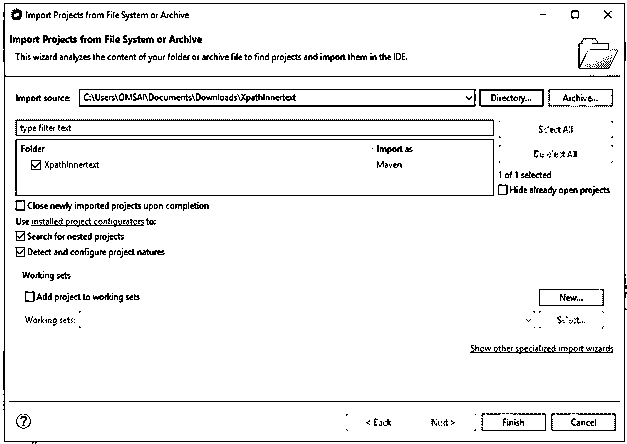 Import Projects from File System or Archive
Import Projects from File System or Archive
This wizard analyzes the content of your folder or archive file to find projects and import them in the IDE.
Import source: C:\Users\OMSAI\Documents\Downloads\XpathInnertext Directory... Archive...
type filter text Select All
Folder Import as
Deselect All
XpathInnertext Maven
1 of 1 selected
Hide already open projects
Close newly imported projects upon completion
Use installed project configurators to:
Search for nested projects
Detect and configure project natures
Working sets
Add project to working sets New...
Working sets: Select...
Show other specialized import wizards
? < Back Next > Finish Cancel